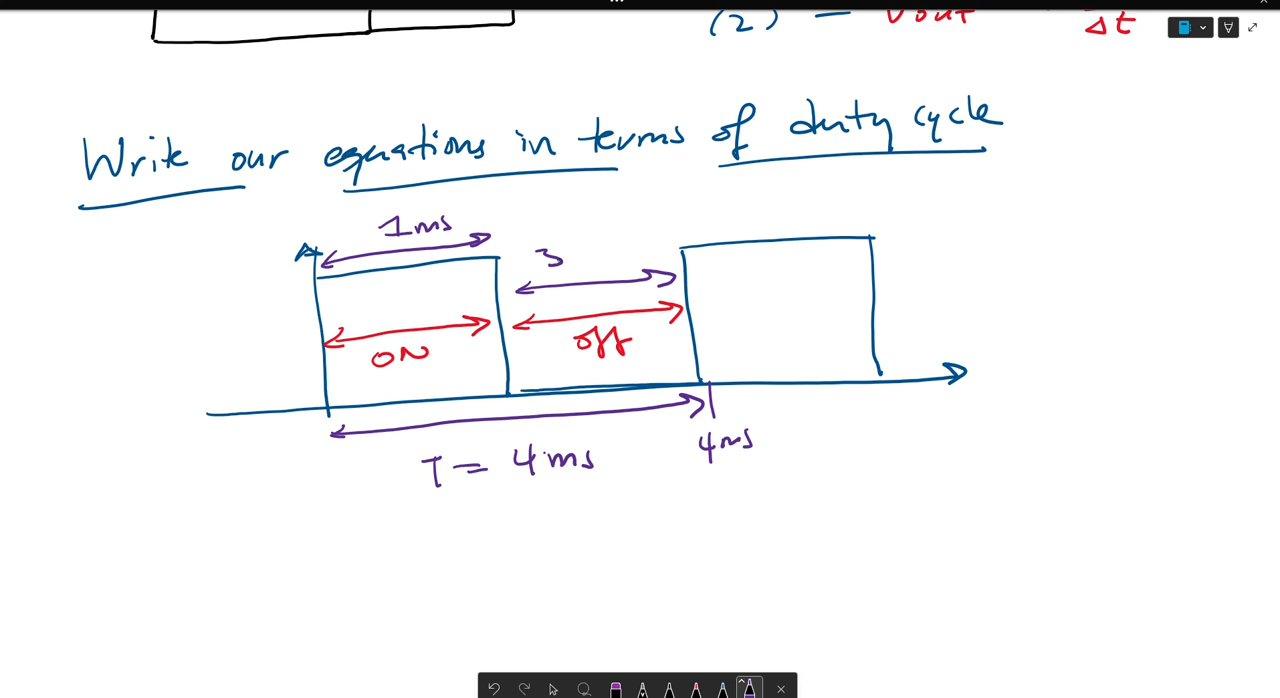 (2) - Vout Δt
Write our equations in terms of duty cycle
1ms
3
ON
off
T = 4ms
4ms